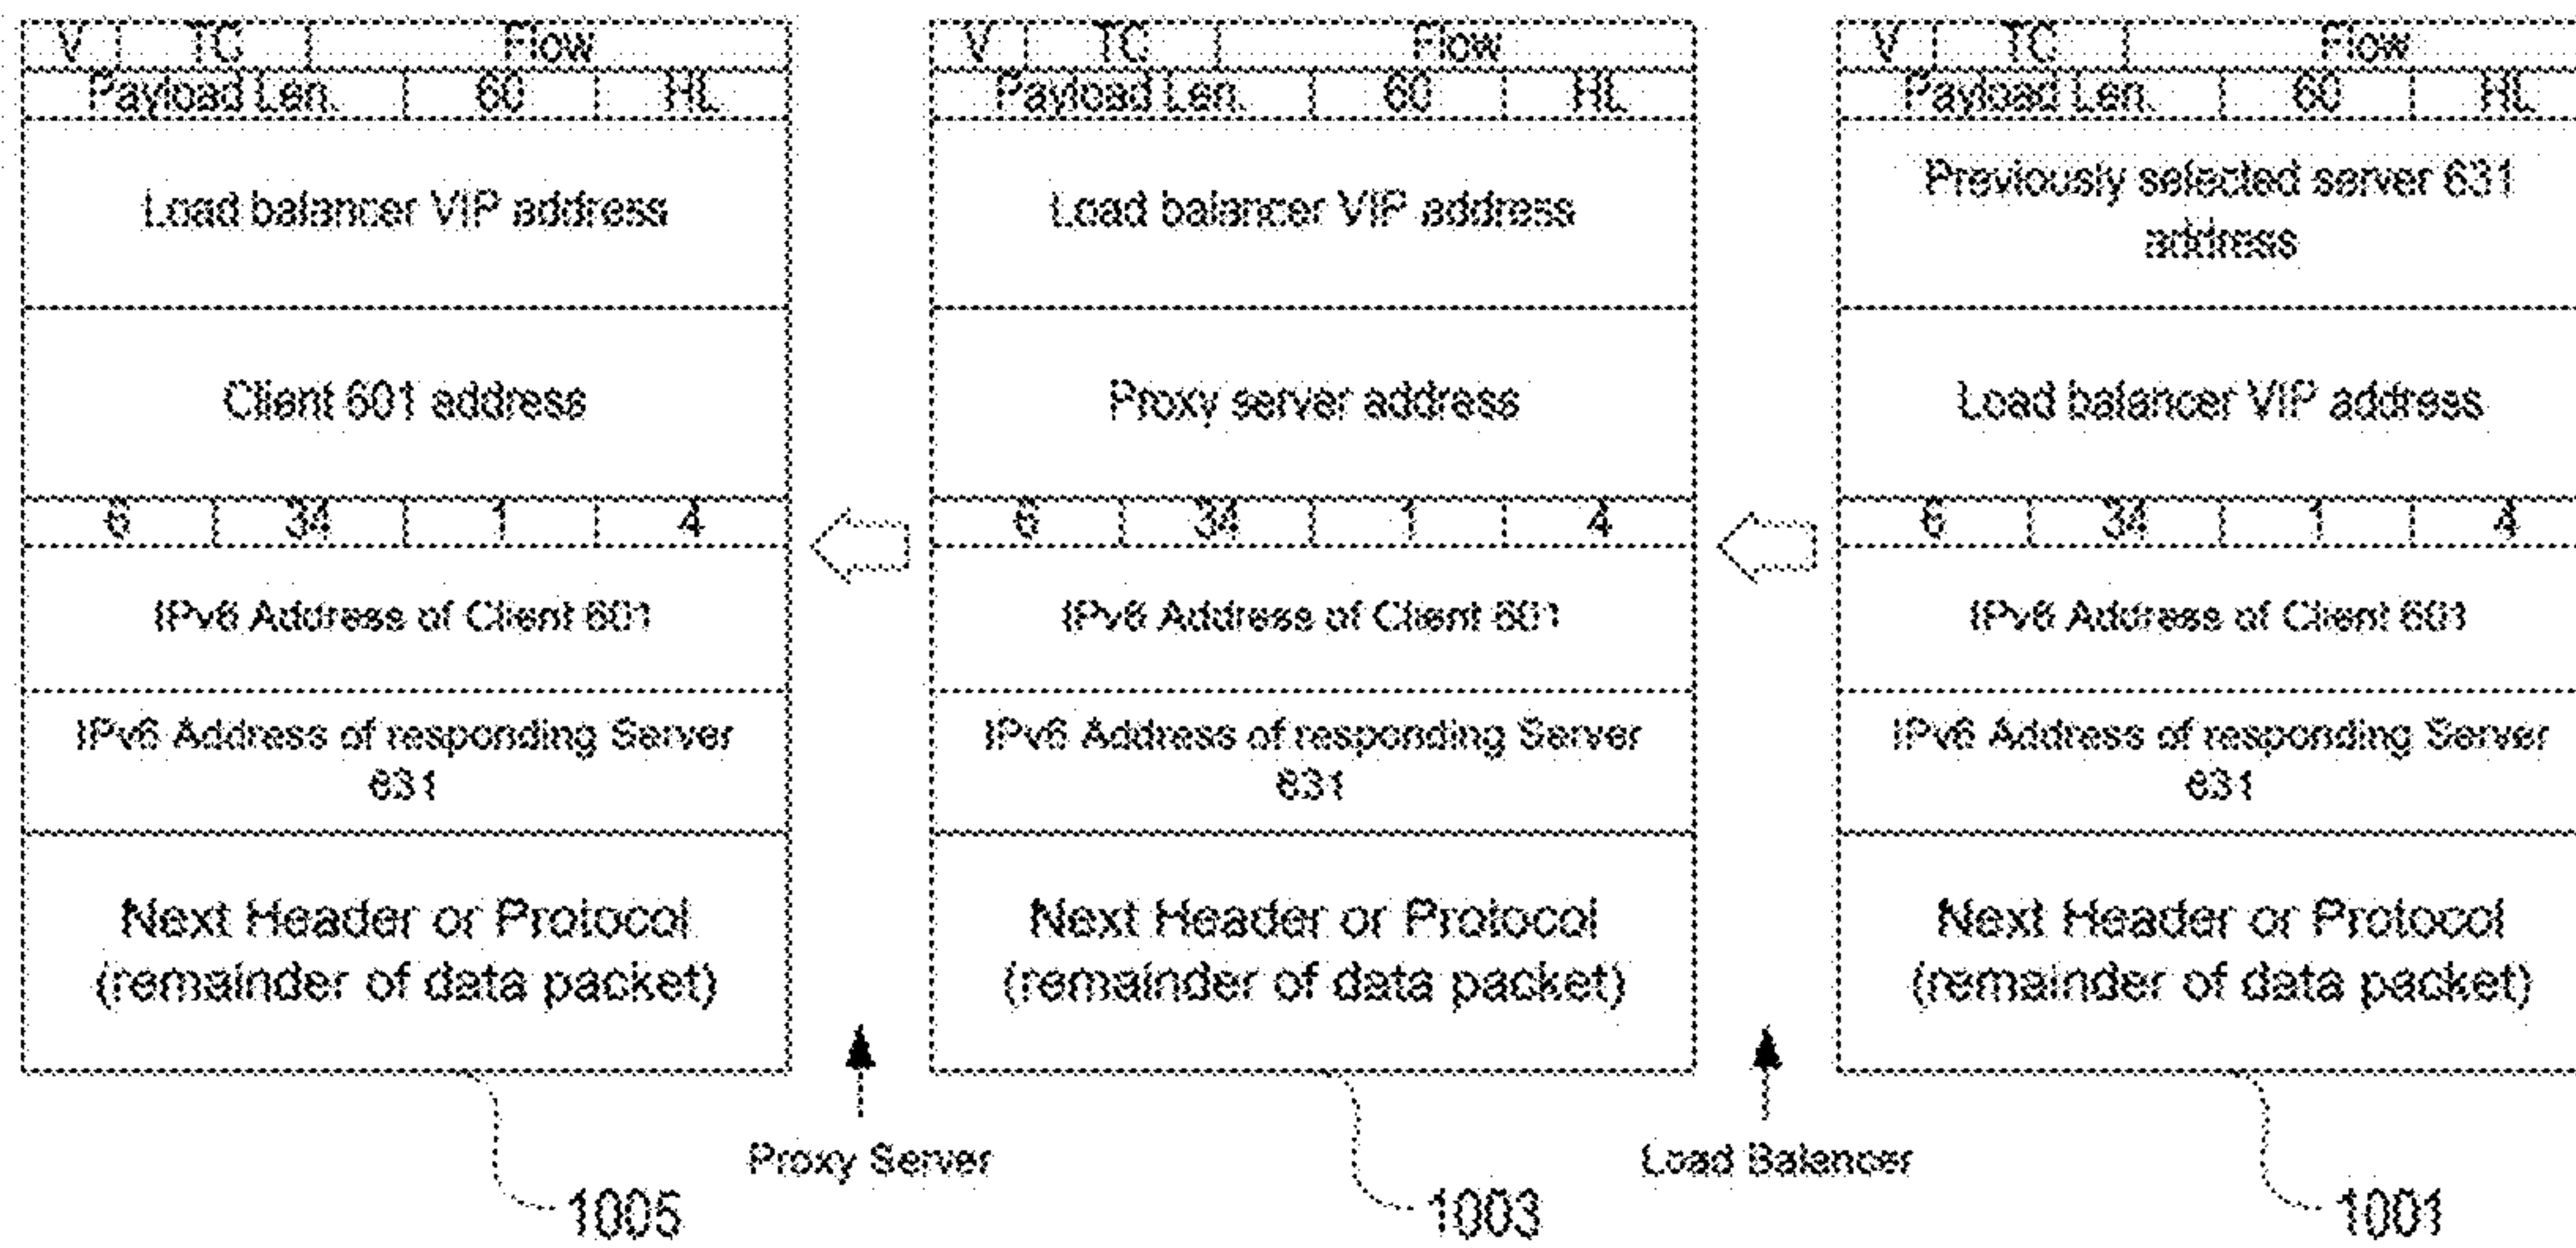 V TC Flow
Payload Len. 60 HL
Load balancer VIP address
Client 601 address
6 34 1 4
IPv6 Address of Client 601
IPv6 Address of responding Server
631
Next Header or Protocol
(remainder of data packet)
1005
Proxy Server
V TC Flow
Payload Len. 60 HL
Load balancer VIP address
Proxy server address
6 34 1 4
IPv6 Address of Client 601
IPv6 Address of responding Server
631
Next Header or Protocol
(remainder of data packet)
1003
Load Balancer
V TC Flow
Payload Len. 60 HL
Previously selected server 631
address
Load balancer VIP address
6 34 1 4
IPv6 Address of Client 601
IPv6 Address of responding Server
631
Next Header or Protocol
(remainder of data packet)
1001